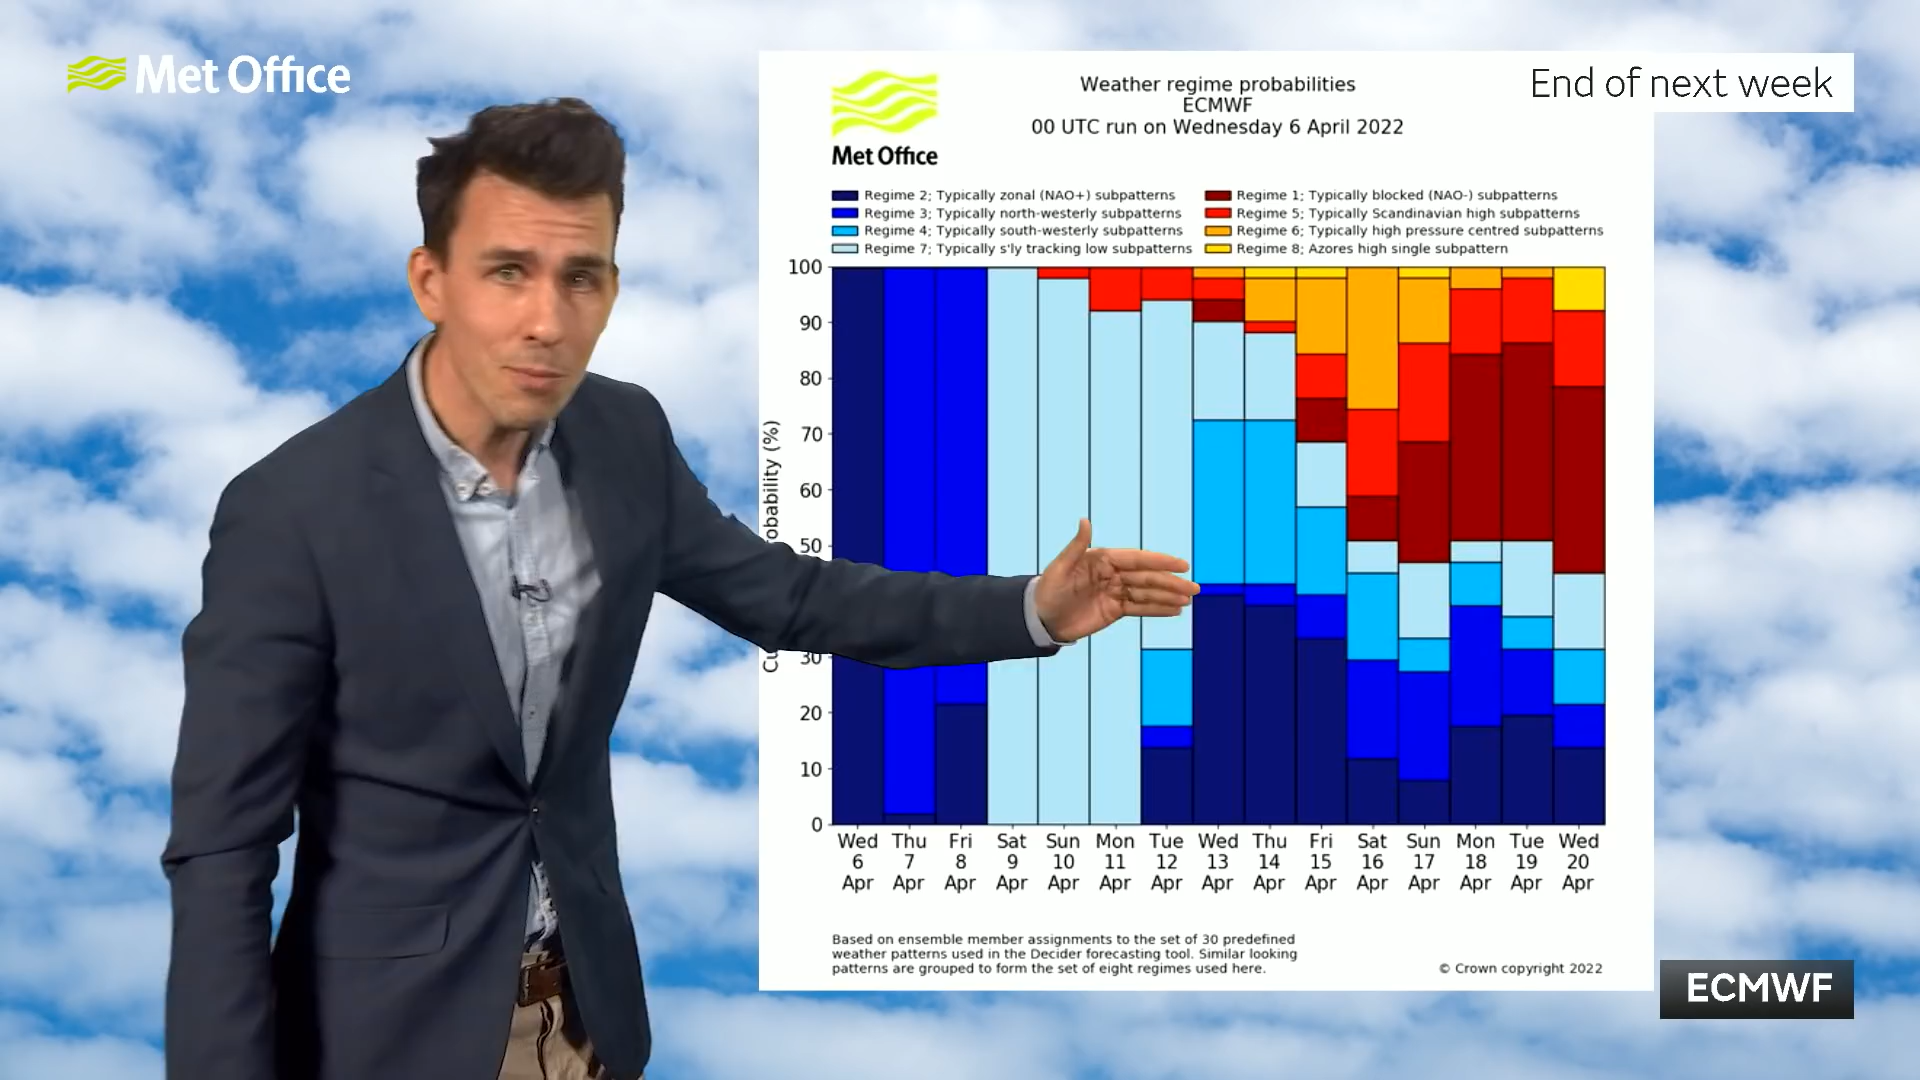 Met Office
End of next week
Met Office
Weather regime probabilities
ECMWF
00 UTC run on Wednesday 6 April 2022
Regime 2; Typically zonal (NAO+) subpatterns
Regime 3; Typically north-westerly subpatterns
Regime 4; Typically south-westerly subpatterns
Regime 7; Typically s'ly tracking low subpatterns
Regime 1; Typically blocked (NAO-) subpatterns
Regime 5; Typically Scandinavian high subpatterns
Regime 6; Typically high pressure centred subpatterns
Regime 8; Azores high single subpattern
100
90
80
70
60
50
30
20
10
0
(%)
Wed 6 Apr
Thu 7 Apr
Fri 8 Apr
Sat 9 Apr
Sun 10 Apr
Mon 11 Apr
Tue 12 Apr
Wed 13 Apr
Thu 14 Apr
Fri 15 Apr
Sat 16 Apr
Sun 17 Apr
Mon 18 Apr
Tue 19 Apr
Wed 20 Apr
Based on ensemble member assignments to the set of 30 predefined
weather patterns used in the Decider forecasting tool. Similar looking
patterns are grouped to form the set of eight regimes used here.
© Crown copyright 2022
ECMWF